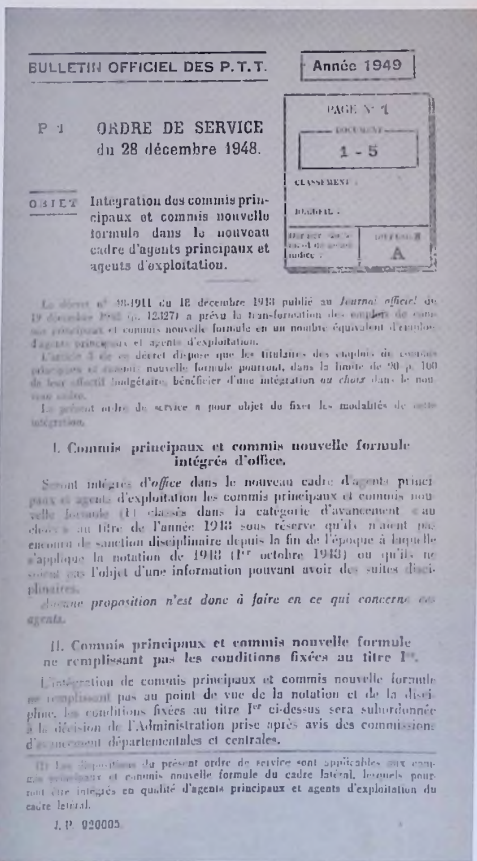 BULLETIN OFFICIEL DES P.T.T.
Année 1949
P 1
ORDRE DE SERVICE
du 28 décembre 1948.
PAGE N° 1
DOCUMENT
1 - 5
CLASSEMENT :
RECUEIL :
indice :
A
OBJET
Intégration des commis prin-
cipaux et commis nouvelle
formule dans le nouveau
cadre d'agents principaux et
agents d'exploitation.
Le décret n° 48-1911 du 18 décembre 1948 publié au Journal officiel du
19 décembre 1948 (p. 12.327) a prévu la transformation des emplois de com-
mis principaux et commis nouvelle formule en un nombre équivalent d'emplois
d'agents principaux et agents d'exploitation.
L'article 3 de ce décret dispose que les titulaires des emplois de commis
principaux et commis nouvelle formule pourront, dans la limite de 90 p. 100
de leur effectif budgétaire, bénéficier d'une intégration au choix dans le nou-
veau cadre.
Le présent ordre de service a pour objet de fixer les modalités de cette
intégration.
I. Commis principaux et commis nouvelle formule
intégrés d'office.
Seront intégrés d'office dans le nouveau cadre d'agents princi-
paux et agents d'exploitation les commis principaux et commis nou-
velle formule (1) classés dans la catégorie d'avancement « au
choix » au titre de l'année 1948 sous réserve qu'ils n'aient pas
encouru de sanction disciplinaire depuis la fin de l'époque à laquelle
s'applique la notation de 1948 (1er octobre 1948) ou qu'ils ne
soient pas l'objet d'une information pouvant avoir des suites disci-
plinaires.
Aucune proposition n'est donc à faire en ce qui concerne ces
agents.
II. Commis principaux et commis nouvelle formule
ne remplissant pas les conditions fixées au titre Ier.
L'intégration de commis principaux et commis nouvelle formule
ne remplissant pas au point de vue de la notation et de la disci-
pline, les conditions fixées au titre Ier ci-dessus sera subordonnée
à la décision de l'Administration prise après avis des commissions
d'avancement départementales et centrales.
(1) Les dispositions du présent ordre de service sont applicables aux com-
mis principaux et commis nouvelle formule du cadre latéral, lesquels pour-
ront être intégrés en qualité d'agents principaux et agents d'exploitation du
cadre latéral.
J. P. 920005